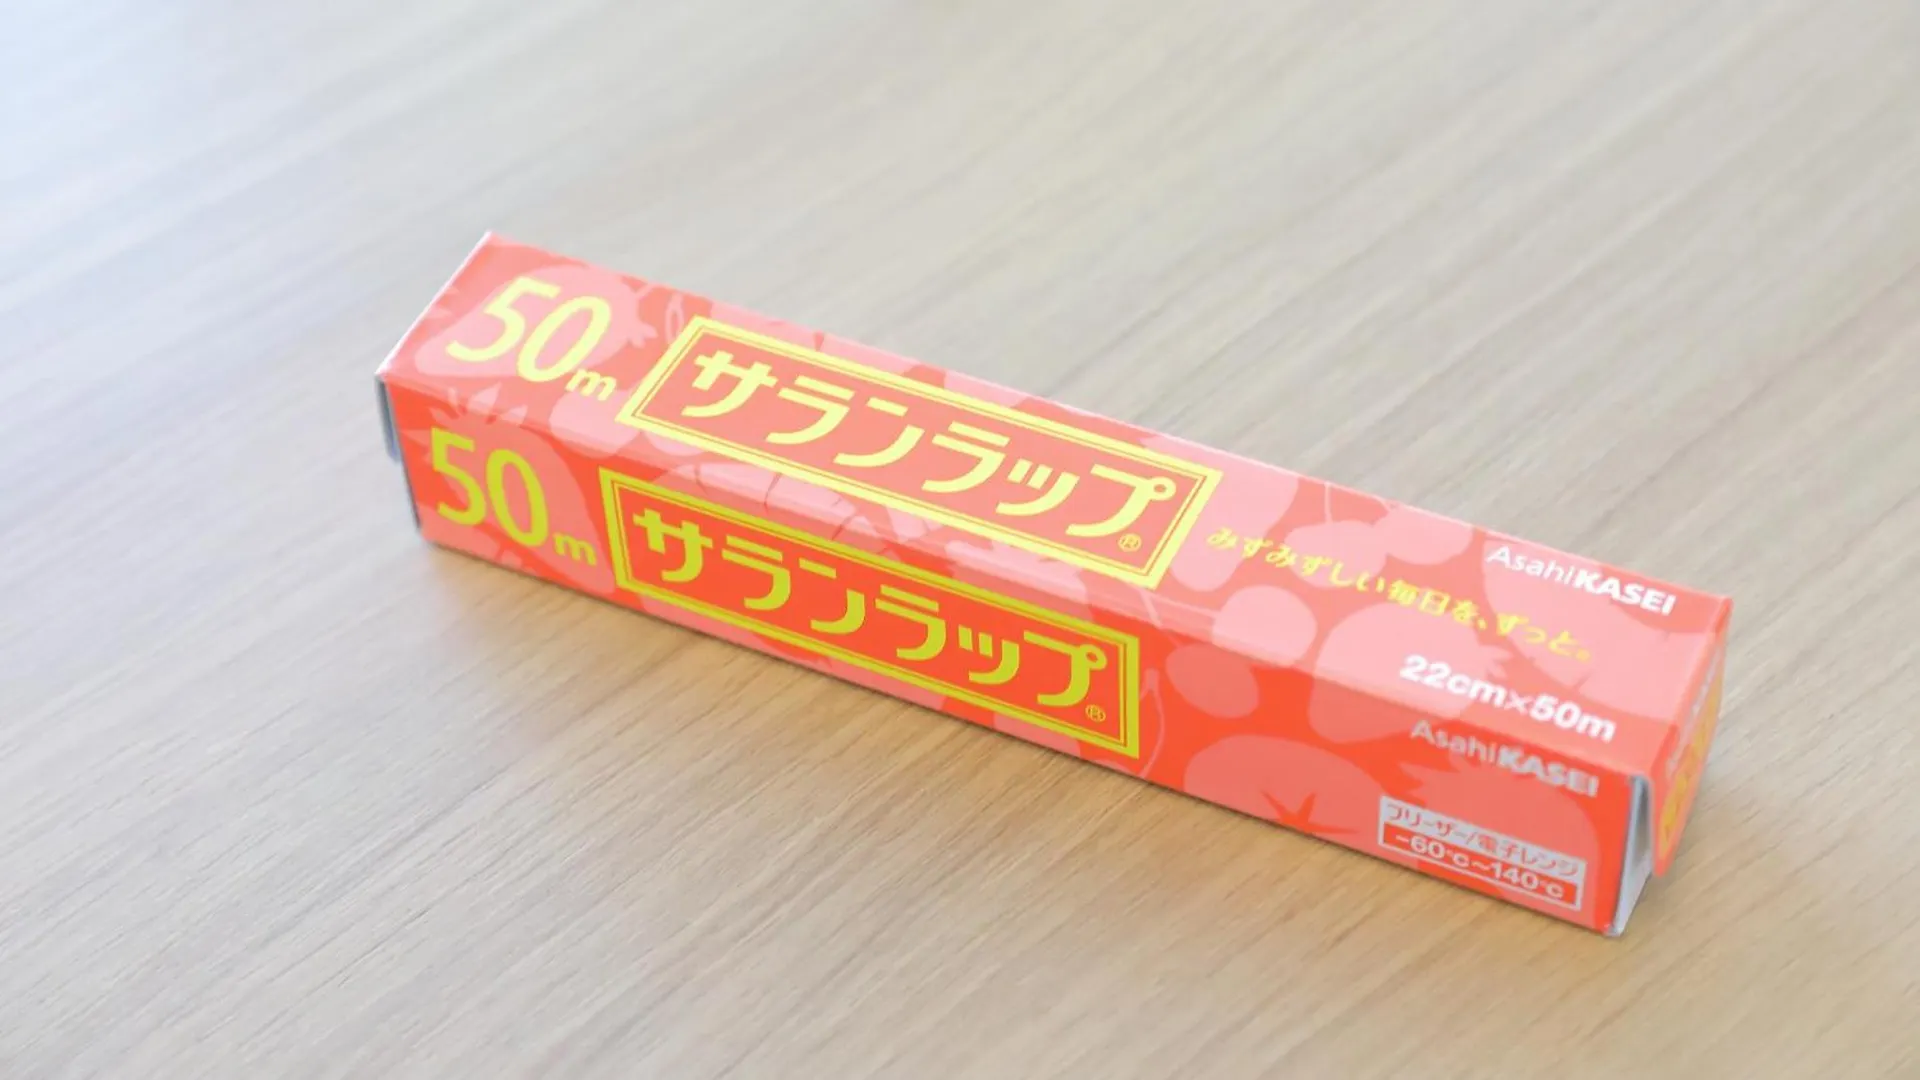 50m
サランラップ®
みずみずしい毎日を、ずっと。
AsahiKASEI
22cm×50m
50m
サランラップ®
AsahiKASEI
フリーザー/電子レンジ
-60℃~140℃